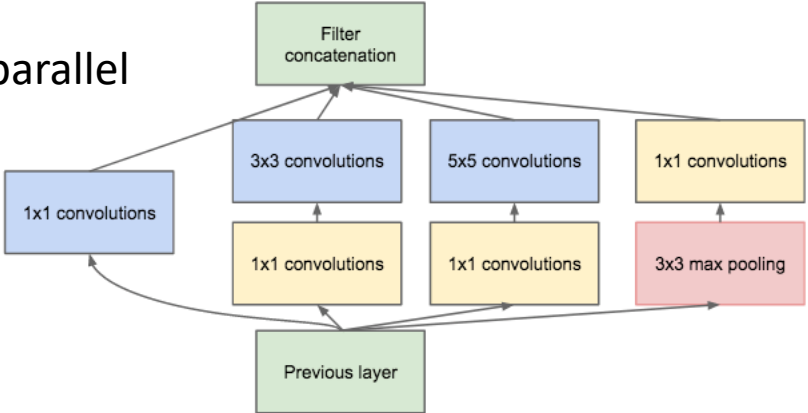 parallel
Filter
concatenation
3x3 convolutions
5x5 convolutions
1x1 convolutions
1x1 convolutions
1x1 convolutions
1x1 convolutions
3x3 max pooling
Previous layer